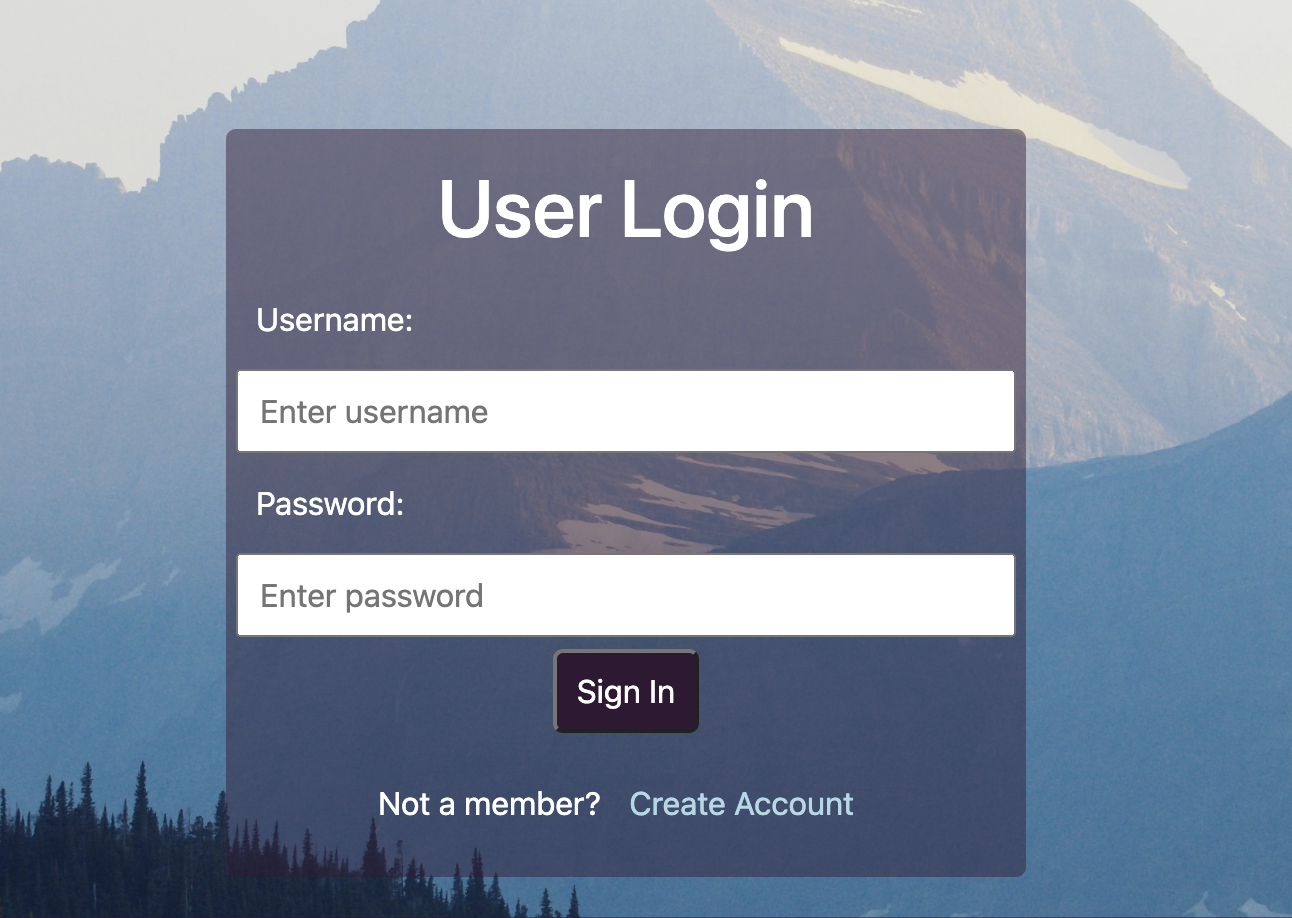 User Login
Username:
Enter username
Password:
Enter password
Sign In
Not a member? Create Account